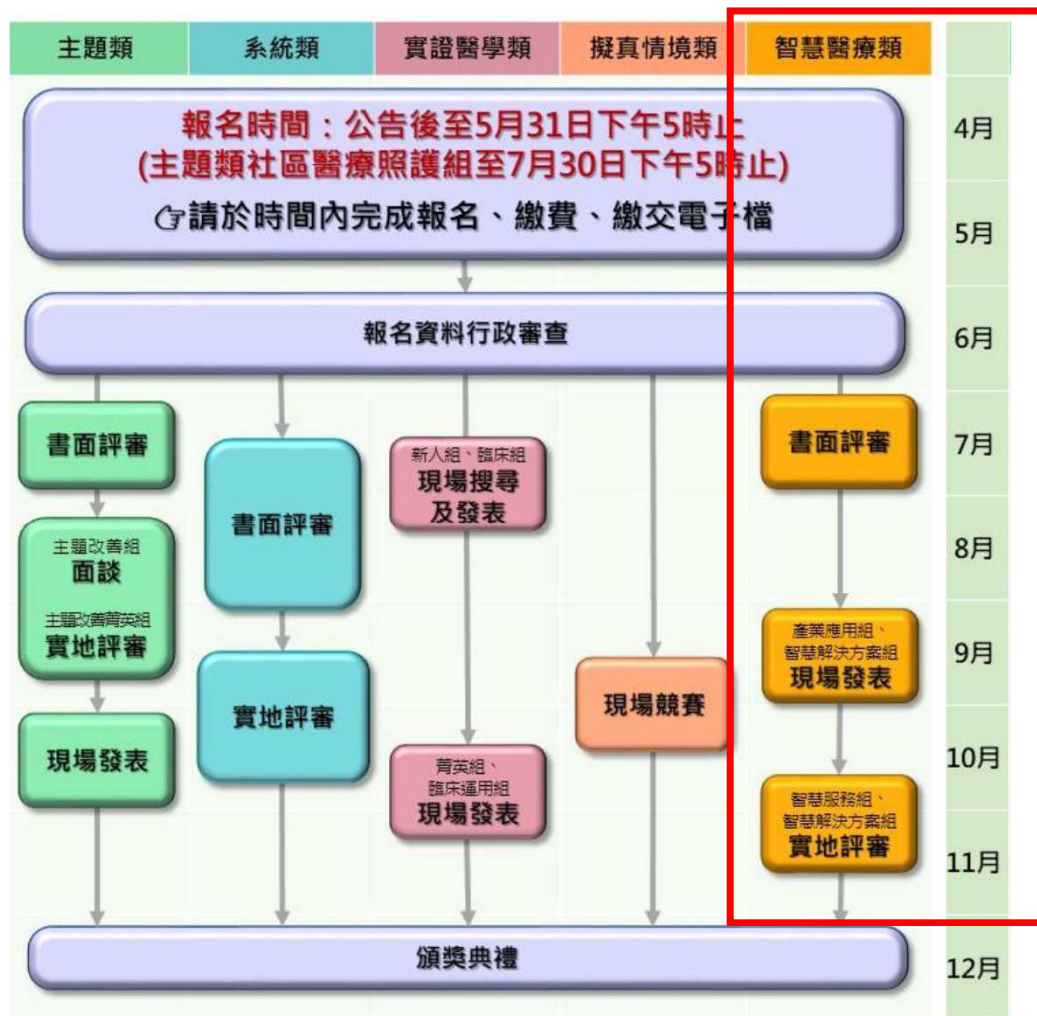 主題類
系統類
實證醫學類
擬真情境類
智慧醫療類
報名時間：公告後至5月31日下午5時止
(主題類社區醫療照護組至7月30日下午5時止)
☞請於時間內完成報名、繳費、繳交電子檔
4月
5月
報名資料行政審查
6月
書面評審
主題改善組
面談
主題改善菁英組
實地評審
現場發表
書面評審
實地評審
新人組、臨床組
現場搜尋
及發表
菁英組、
臨床運用組
現場發表
現場競賽
書面評審
產業應用組、
智慧解決方案組
現場發表
智慧服務組、
智慧解決方案組
實地評審
7月
8月
9月
10月
11月
頒獎典禮
12月